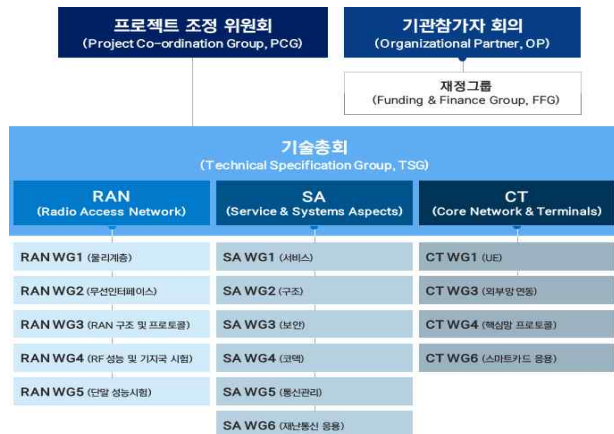 프로젝트 조정 위원회
(Project Co-ordination Group, PCG)
기관참가자 회의
(Organizational Partner, OP)
재정그룹
(Funding & Finance Group, FFG)
기술총회
(Technical Specification Group, TSG)
RAN
(Radio Access Network)
SA
(Service & Systems Aspects)
CT
(Core Network & Terminals)
RAN WG1 (물리계층)
RAN WG2 (무선인터페이스)
RAN WG3 (RAN 구조 및 프로토콜)
RAN WG4 (RF 성능 및 기지국 시험)
RAN WG5 (단말 성능시험)
SA WG1 (서비스)
SA WG2 (구조)
SA WG3 (보안)
SA WG4 (코덱)
SA WG5 (통신관리)
SA WG6 (재난통신 응용)
CT WG1 (UE)
CT WG3 (외부망 연동)
CT WG4 (핵심망 프로토콜)
CT WG6 (스마트카드 응용)